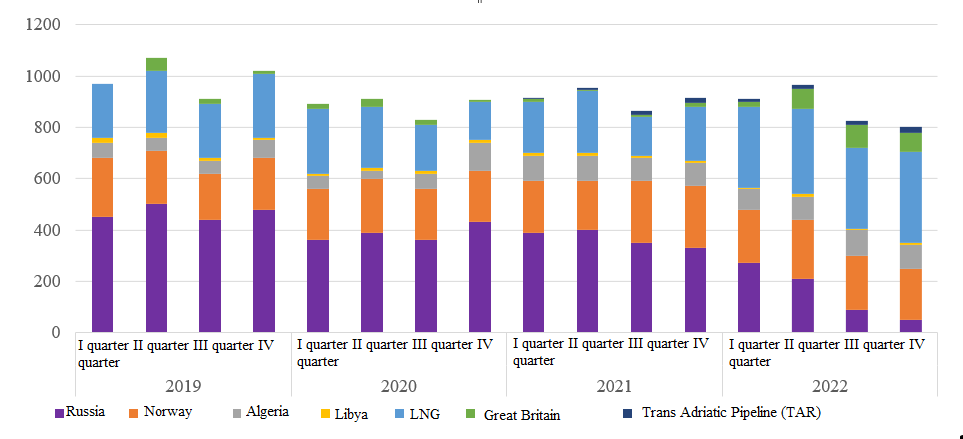 1200
1000
800
600
400
200
0
I quarter II quarter III quarter IV
quarter
I quarter II quarter III quarter IV
quarter
I quarter II quarter III quarter IV
quarter
I quarter II quarter III quarter IV
quarter
2019 2020 2021 2022
Russia Norway Algeria Libya LNG Great Britain Trans Adriatic Pipeline (TAR)